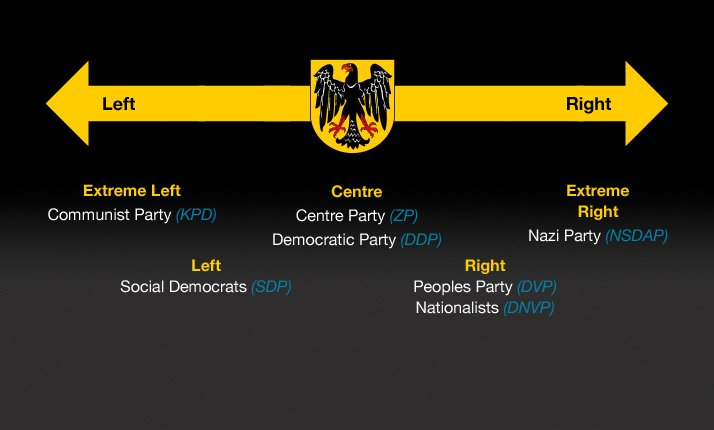 Left
Right
Extreme Left
Communist Party (KPD)
Centre
Centre Party (ZP)
Democratic Party (DDP)
Extreme
Right
Nazi Party (NSDAP)
Left
Social Democrats (SDP)
Right
Peoples Party (DVP)
Nationalists (DNVP)